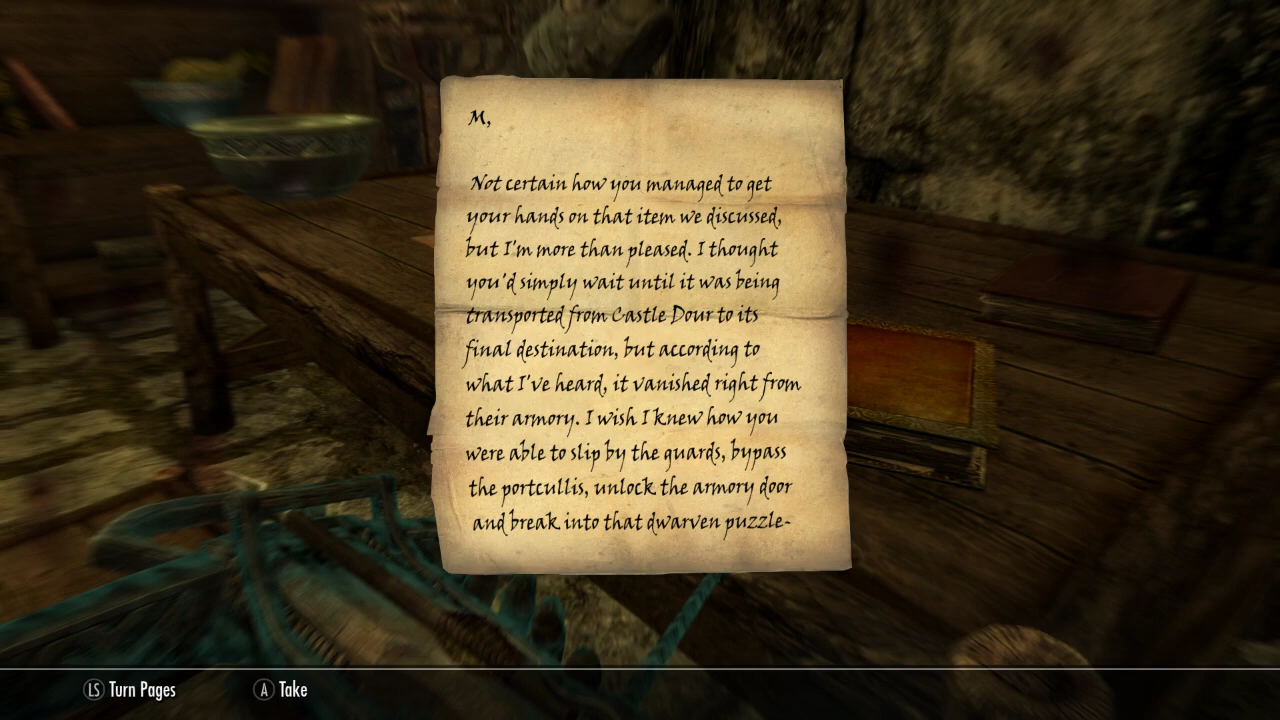 M,
Not certain how you managed to get
your hands on that item we discussed,
but I'm more than pleased. I thought
you'd simply wait until it was being
transported from Castle Dour to its
final destination, but according to
what I've heard, it vanished right from
their armory. I wish I knew how you
were able to slip by the guards, bypass
the portcullis, unlock the armory door
and break into that dwarven puzzle-
LS Turn Pages
A Take